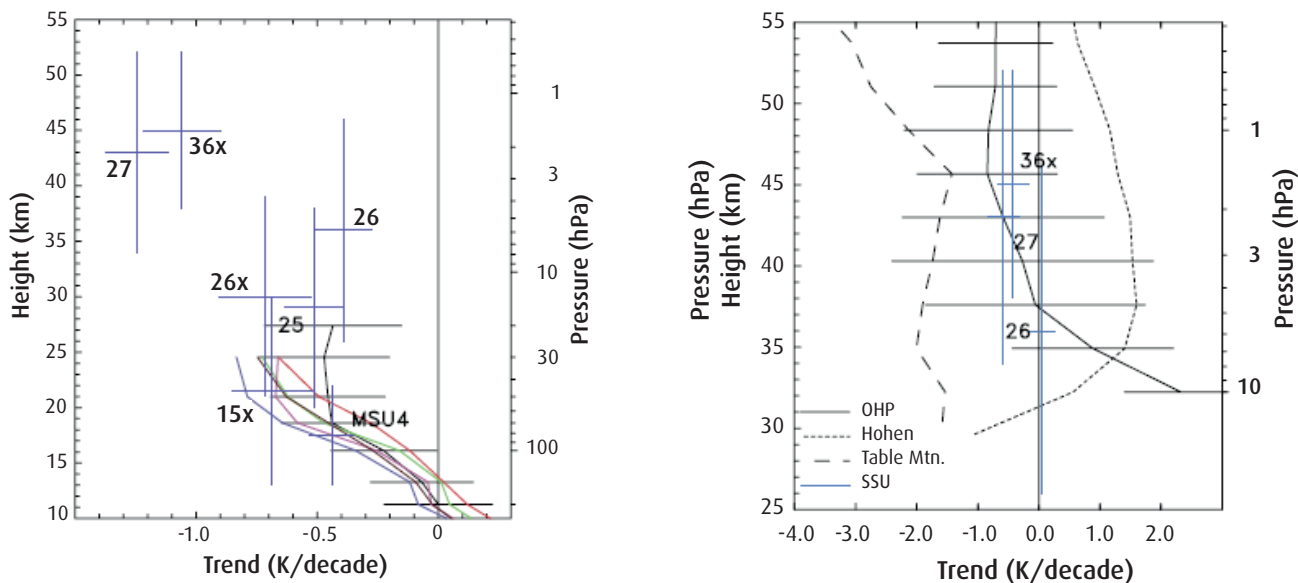 55
50
45
40
35
30
25
20
15
10
Height (km)
1
3
10
30
100
Pressure (hPa)
27
36x
26
26x
25
15x
MSU4
-1.0
-0.5
0
Trend (K/decade)
55
50
45
40
35
30
25
Pressure (hPa)
Height (km)
1
3
10
Pressure (hPa)
36x
27
26
OHP
Hohen
Table Mtn.
SSU
-4.0 -3.0 -2.0 -1.0 0.0 1.0 2.0
Trend (K/decade)